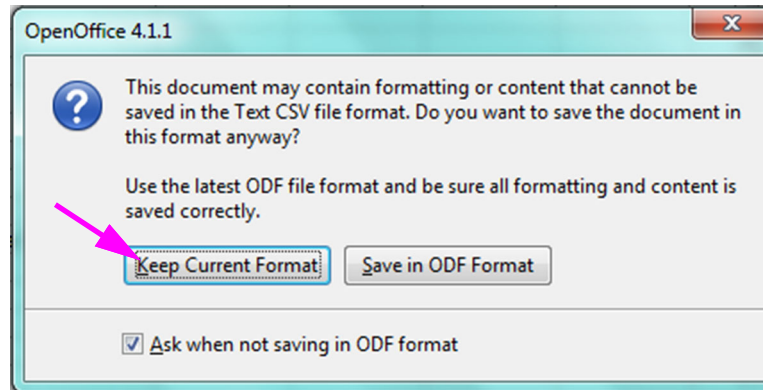 OpenOffice 4.1.1
This document may contain formatting or content that cannot be
saved in the Text CSV file format. Do you want to save the document in
this format anyway?
Use the latest ODF file format and be sure all formatting and content is
saved correctly.
Keep Current Format
Save in ODF Format
Ask when not saving in ODF format